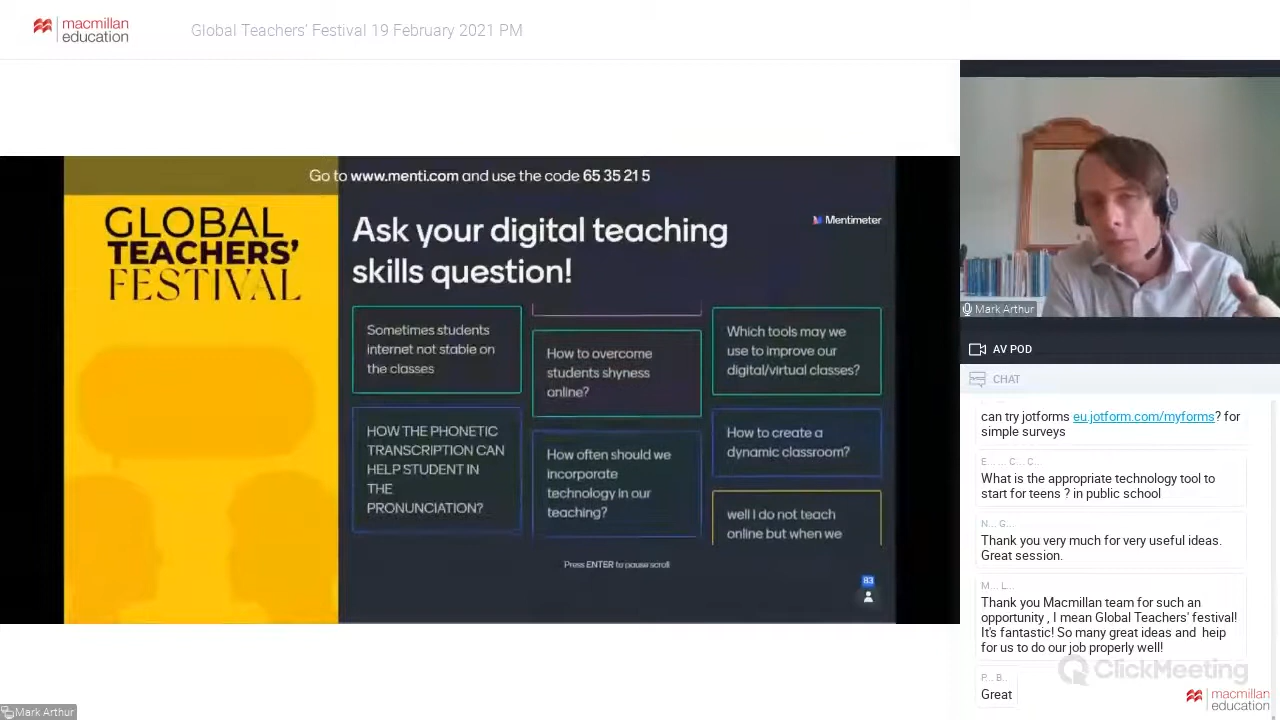 macmillan
education
Global Teachers' Festival 19 February 2021 PM
Go to www.menti.com and use the code 65 35 21 5
GLOBAL
TEACHERS'
FESTIVAL
Ask your digital teaching
skills question!
Mentimeter
Sometimes students
internet not stable on
the classes
HOW THE PHONETIC
TRANSCRIPTION CAN
HELP STUDENT IN
THE
PRONUNCIATION?
How to overcome
students shyness
online?
How often should we
incorporate
technology in our
teaching?
Which tools may we
use to improve our
digital/virtual classes?
How to create a
dynamic classroom?
well I do not teach
online but when we
Press ENTER to pause scroll
83
Mark Arthur
Mark Arthur
AV POD
CHAT
can try jotforms eu.jotform.com/myforms? for
simple surveys
E... ... C... C...
What is the appropriate technology tool to
start for teens ? in public school
N... G...
Thank you very much for very useful ideas.
Great session.
M... L...
Thank you Macmillan team for such an
opportunity , I mean Global Teachers' festival!
It's fantastic! So many great ideas and heip
for us to do our job properly well!
P... B...
Great
ClickMeeting
macmillan
education